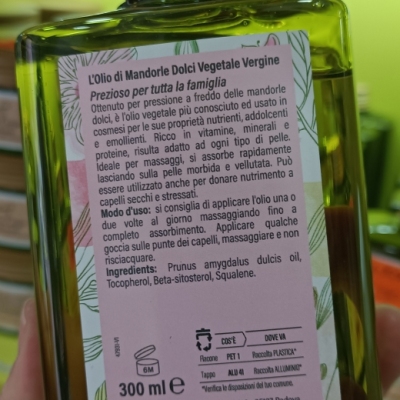 L'Olio di Mandorle Dolci Vegetale Vergine
Prezioso per tutta la famiglia
Ottenuto per pressione a freddo delle mandorle
dolci, è l'olio vegetale più conosciuto ed usato in
cosmesi per le sue proprietà nutrienti, addolcenti
e emollienti. Ricco in vitamine, minerali e
proteine, risulta adatto ad ogni tipo di pelle.
Ideale per massaggi, si assorbe rapidamente
lasciando sulla pelle morbida e vellutata. Può
essere utilizzato anche per donare nutrimento a
capelli secchi e stressati.
Modo d'uso: si consiglia di applicare l'olio una o
due volte al giorno massaggiando fino a
completo assorbimento. Applicare qualche
goccia sulle punte dei capelli, massaggiare e non
risciacquare.
Ingredients: Prunus amygdalus dulcis oil,
Tocopherol, Beta-sitosterol, Squalene.
6M
300 ml e
COS'È DOVE VA
Flacone PET 1 Raccolta PLASTICA*
Tappo ALU 41 Raccolta ALLUMINIO*
*Verifica le disposizioni del tuo comune.